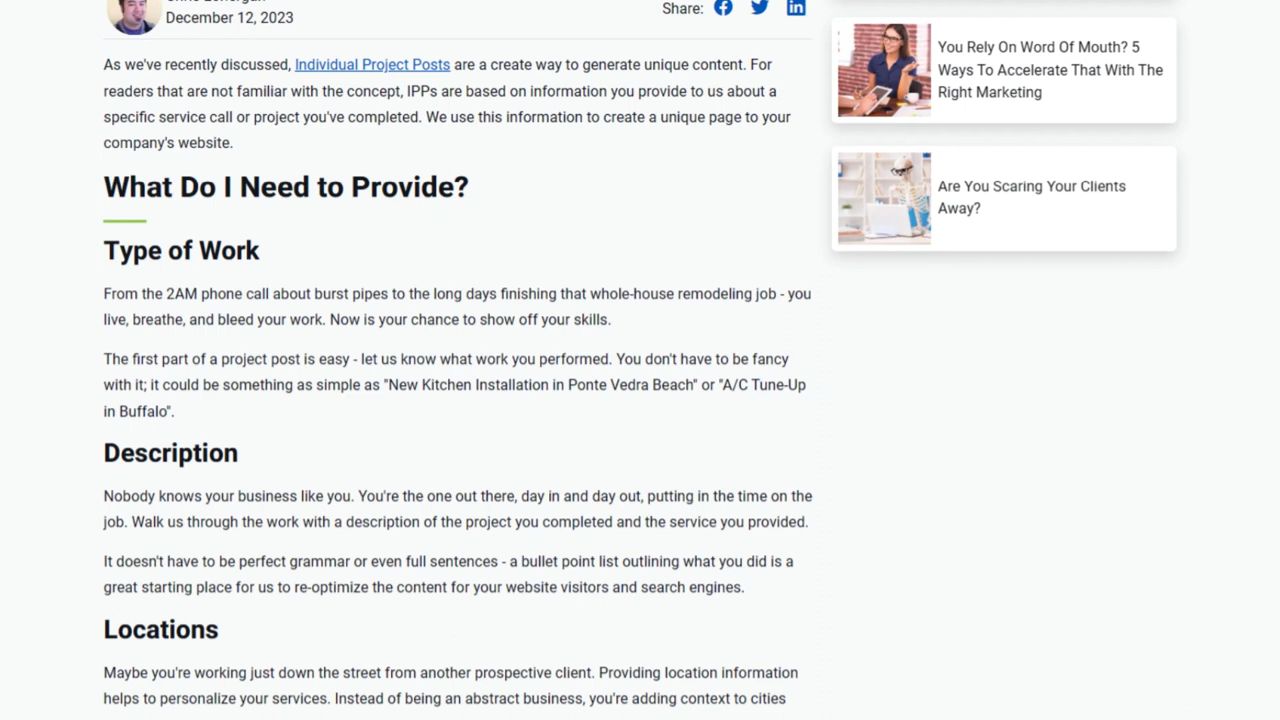 December 12, 2023
Share:
As we've recently discussed, Individual Project Posts are a create way to generate unique content. For
readers that are not familiar with the concept, IPPs are based on information you provide to us about a
specific service call or project you've completed. We use this information to create a unique page to your
company's website.
What Do I Need to Provide?
Type of Work
From the 2AM phone call about burst pipes to the long days finishing that whole-house remodeling job - you
live, breathe, and bleed your work. Now is your chance to show off your skills.
The first part of a project post is easy - let us know what work you performed. You don't have to be fancy
with it; it could be something as simple as "New Kitchen Installation in Ponte Vedra Beach" or "A/C Tune-Up
in Buffalo".
Description
Nobody knows your business like you. You're the one out there, day in and day out, putting in the time on the
job. Walk us through the work with a description of the project you completed and the service you provided.
It doesn't have to be perfect grammar or even full sentences - a bullet point list outlining what you did is a
great starting place for us to re-optimize the content for your website visitors and search engines.
Locations
Maybe you're working just down the street from another prospective client. Providing location information
helps to personalize your services. Instead of being an abstract business, you're adding context to cities
You Rely On Word Of Mouth? 5
Ways To Accelerate That With The
Right Marketing
Are You Scaring Your Clients
Away?